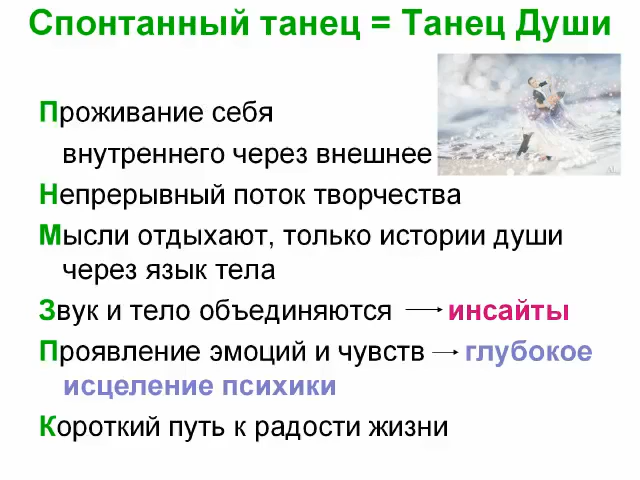 Спонтанный танец = Танец Души
Проживание себя
внутреннего через внешнее
Непрерывный поток творчества
Мысли отдыхают, только истории души
через язык тела
Звук и тело объединяются → инсайты
Проявление эмоций и чувств → глубокое
исцеление психики
Короткий путь к радости жизни